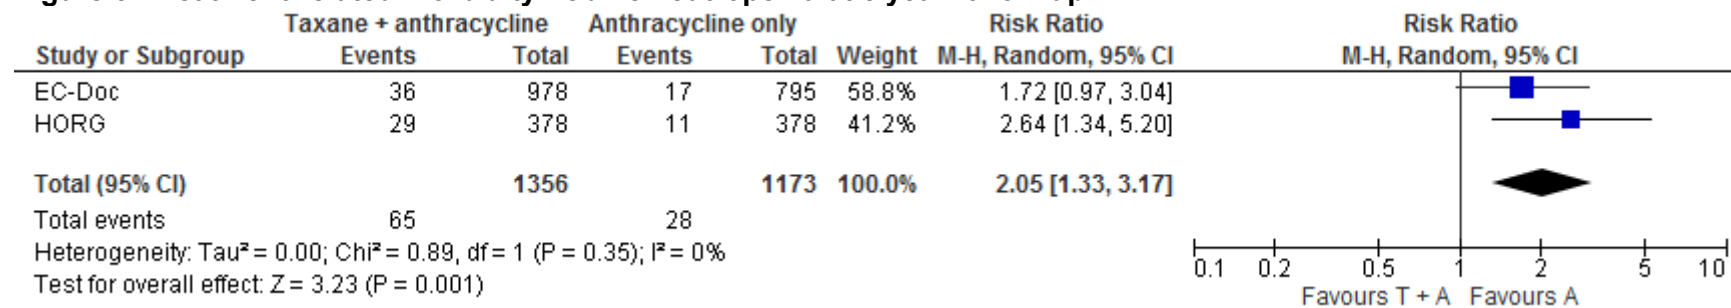 Taxane + anthracycline Anthracycline only Risk Ratio Risk Ratio
Study or Subgroup Events Total Events Total Weight M-H, Random, 95% CI M-H, Random, 95% CI
EC-Doc 36 978 17 795 58.8% 1.72 [0.97, 3.04]
HORG 29 378 11 378 41.2% 2.64 [1.34, 5.20]
Total (95% CI) 1356 1173 100.0% 2.05 [1.33, 3.17]
Total events 65 28
Heterogeneity: Tau² = 0.00; Chi² = 0.89, df = 1 (P = 0.35); I² = 0%
Test for overall effect: Z = 3.23 (P = 0.001)
0.1 0.2 0.5 1 2 5 10
Favours T + A Favours A